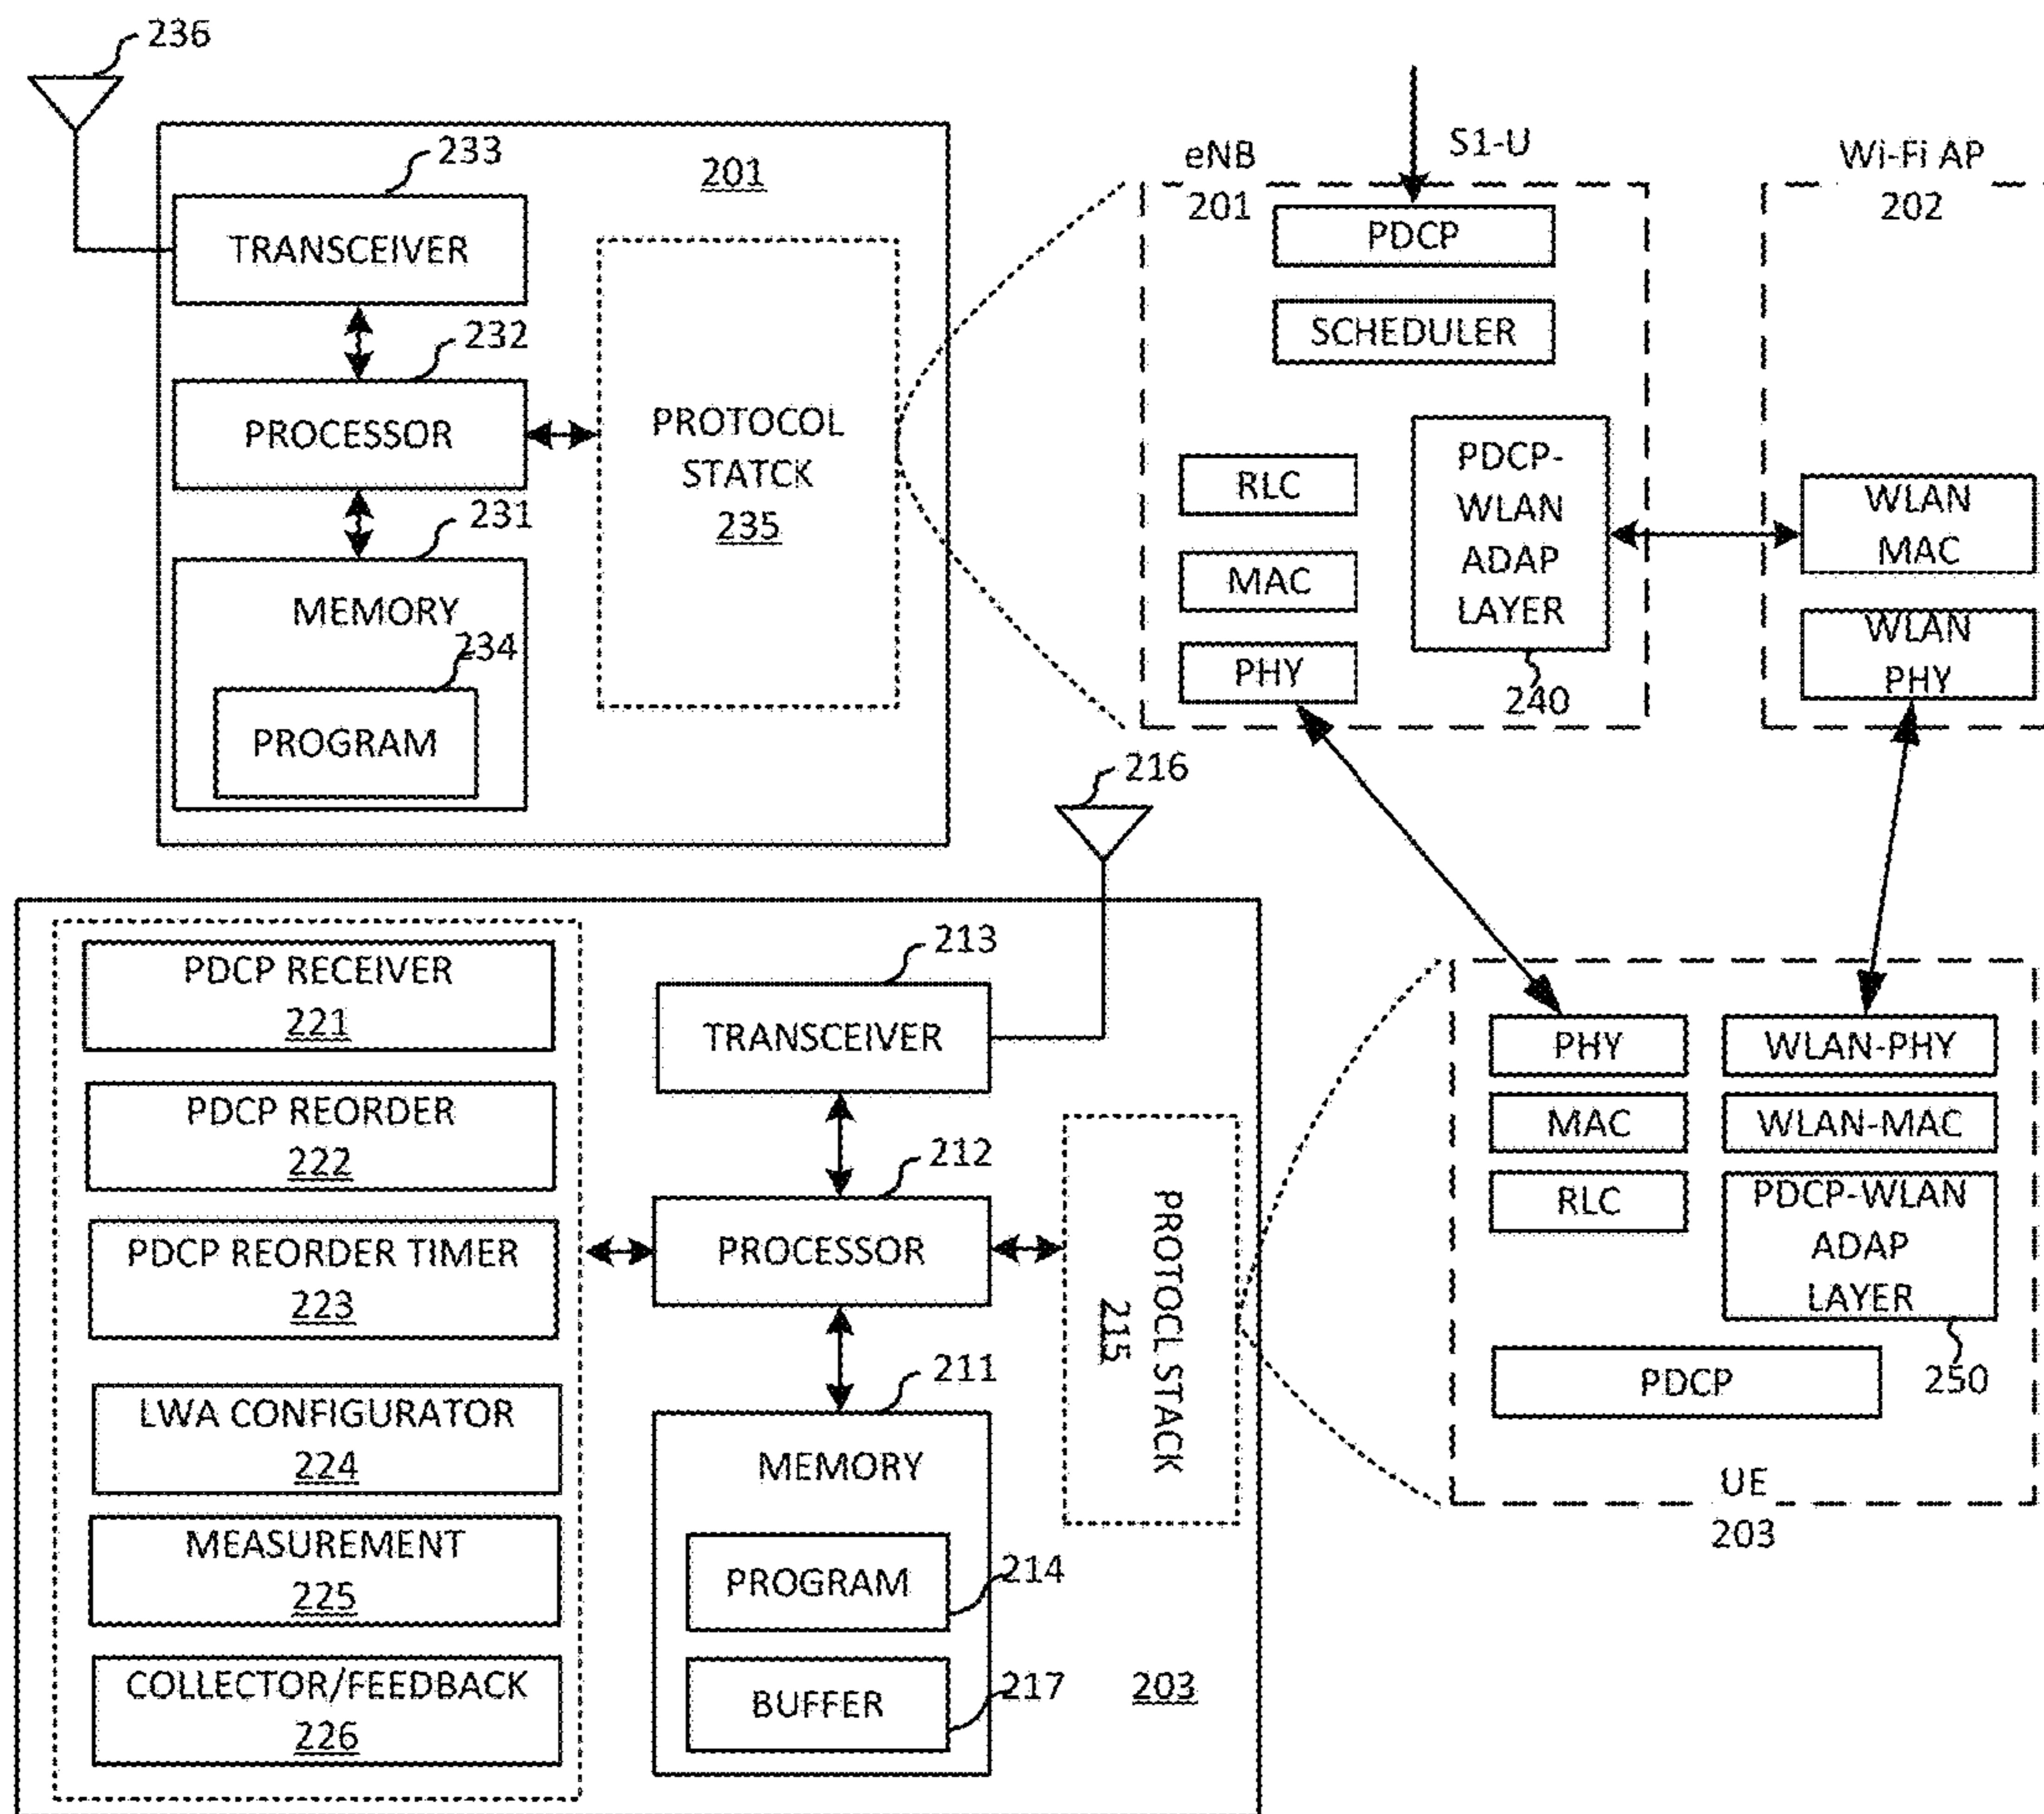 236
233
201
TRANSCEIVER
232
PROCESSOR
231
MEMORY
234
PROGRAM
PROTOCOL
STATCK
235
S1-U
eNB
201
PDCP
SCHEDULER
RLC
MAC
PHY
PDCP-
WLAN
ADAP
LAYER
240
Wi-Fi AP
202
WLAN
MAC
WLAN
PHY
216
PDCP RECEIVER
221
PDCP REORDER
222
PDCP REORDER TIMER
223
LWA CONFIGURATOR
224
MEASUREMENT
225
COLLECTOR/FEEDBACK
226
213
TRANSCEIVER
212
PROCESSOR
211
MEMORY
PROGRAM
214
BUFFER
217
203
PROTOCL STACK
215
PHY
MAC
RLC
WLAN-PHY
WLAN-MAC
PDCP-WLAN
ADAP
LAYER
250
PDCP
UE
203